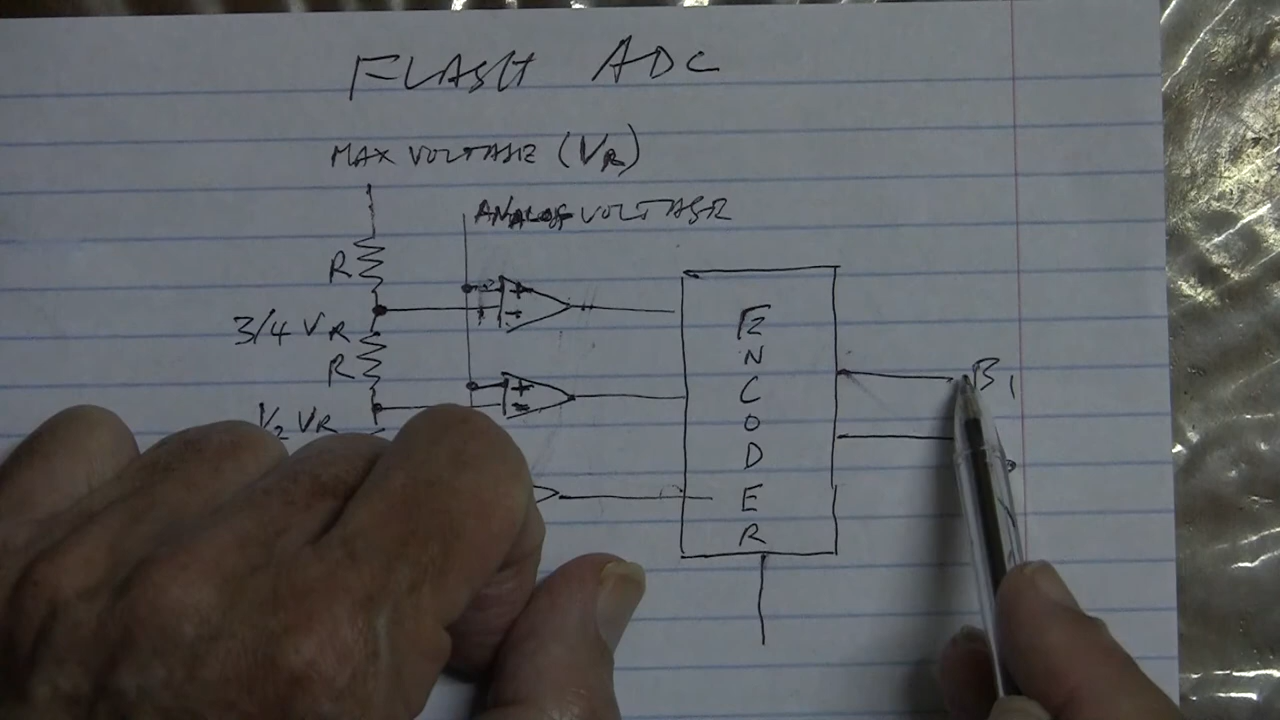 FLASH ADC
MAX VOLTAGE (VR)
ANALOG VOLTAGE
R
+
-
3/4 VR
R
+
-
1/2 VR
ENCODER
B1